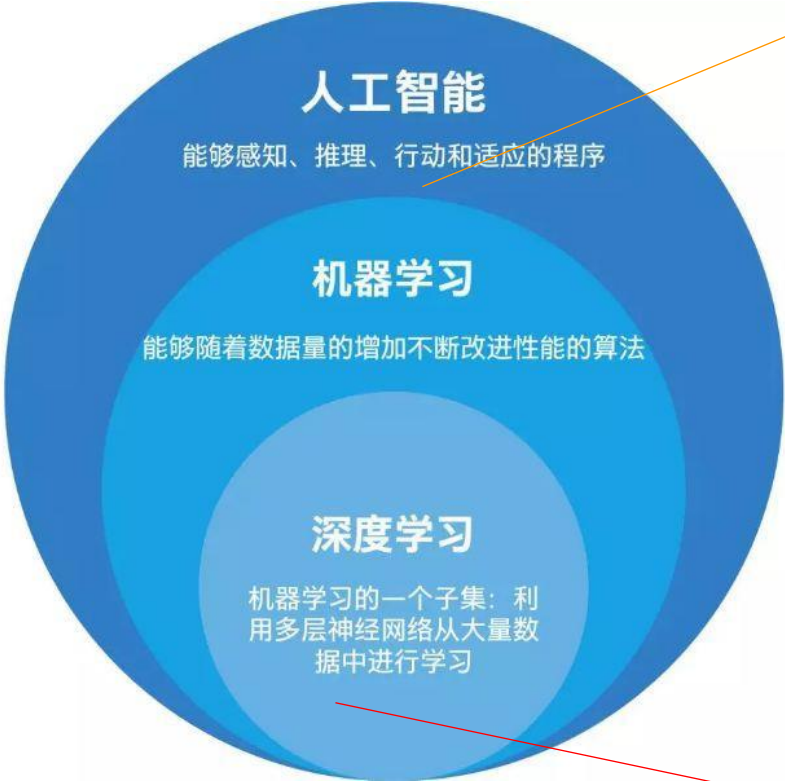 人工智能
能够感知、推理、行动和适应的程序
机器学习
能够随着数据量的增加不断改进性能的算法
深度学习
机器学习的一个子集：利
用多层神经网络从大量数
据中进行学习